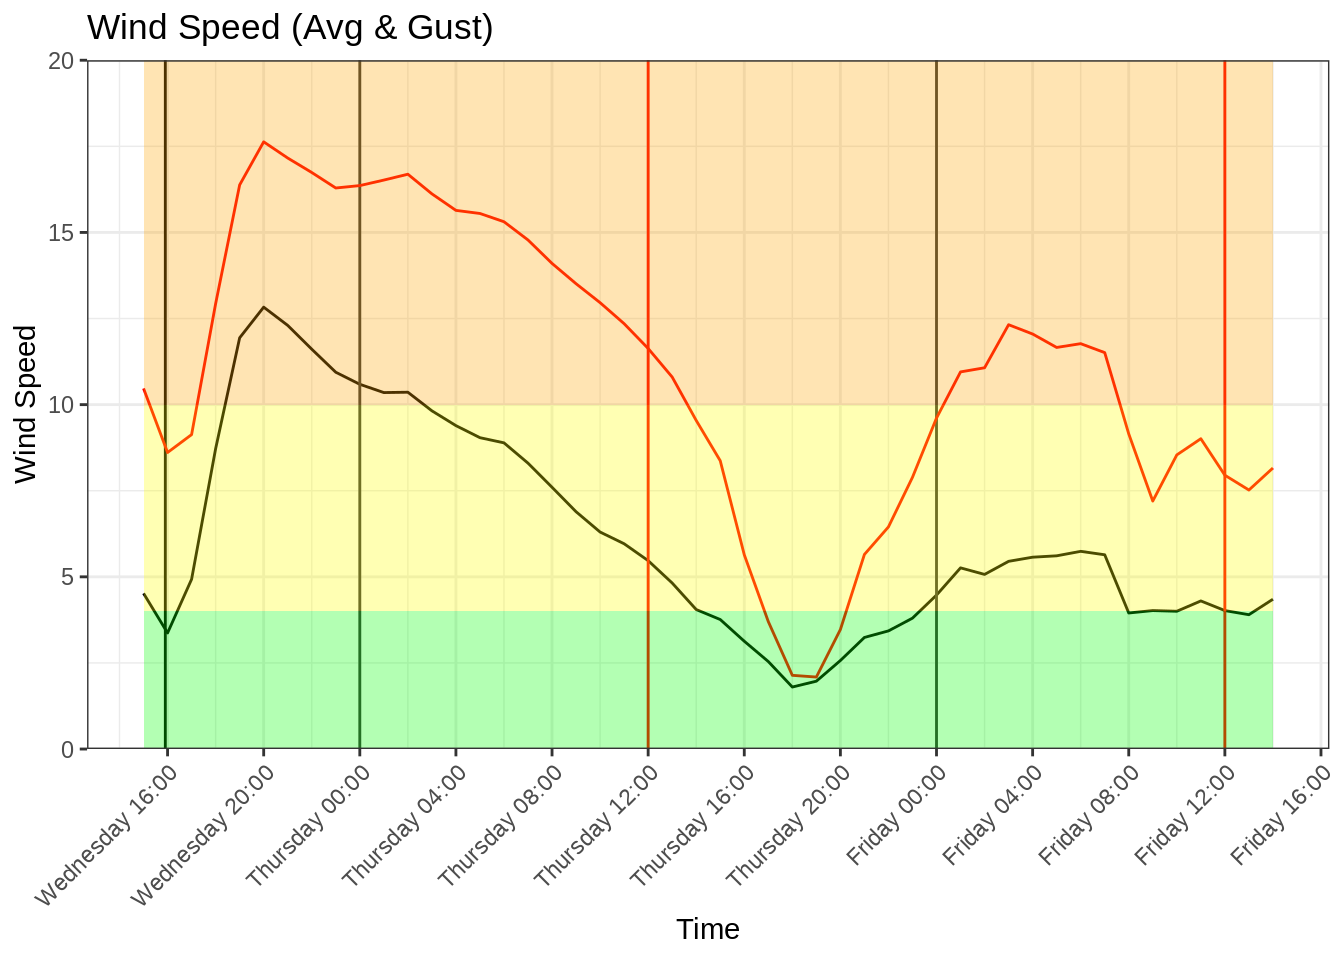 Wind Speed (Avg & Gust)
Wind Speed
20
15
10
5
0
Wednesday 16:00
Wednesday 20:00
Thursday 00:00
Thursday 04:00
Thursday 08:00
Thursday 12:00
Thursday 16:00
Thursday 20:00
Friday 00:00
Friday 04:00
Friday 08:00
Friday 12:00
Friday 16:00
Time